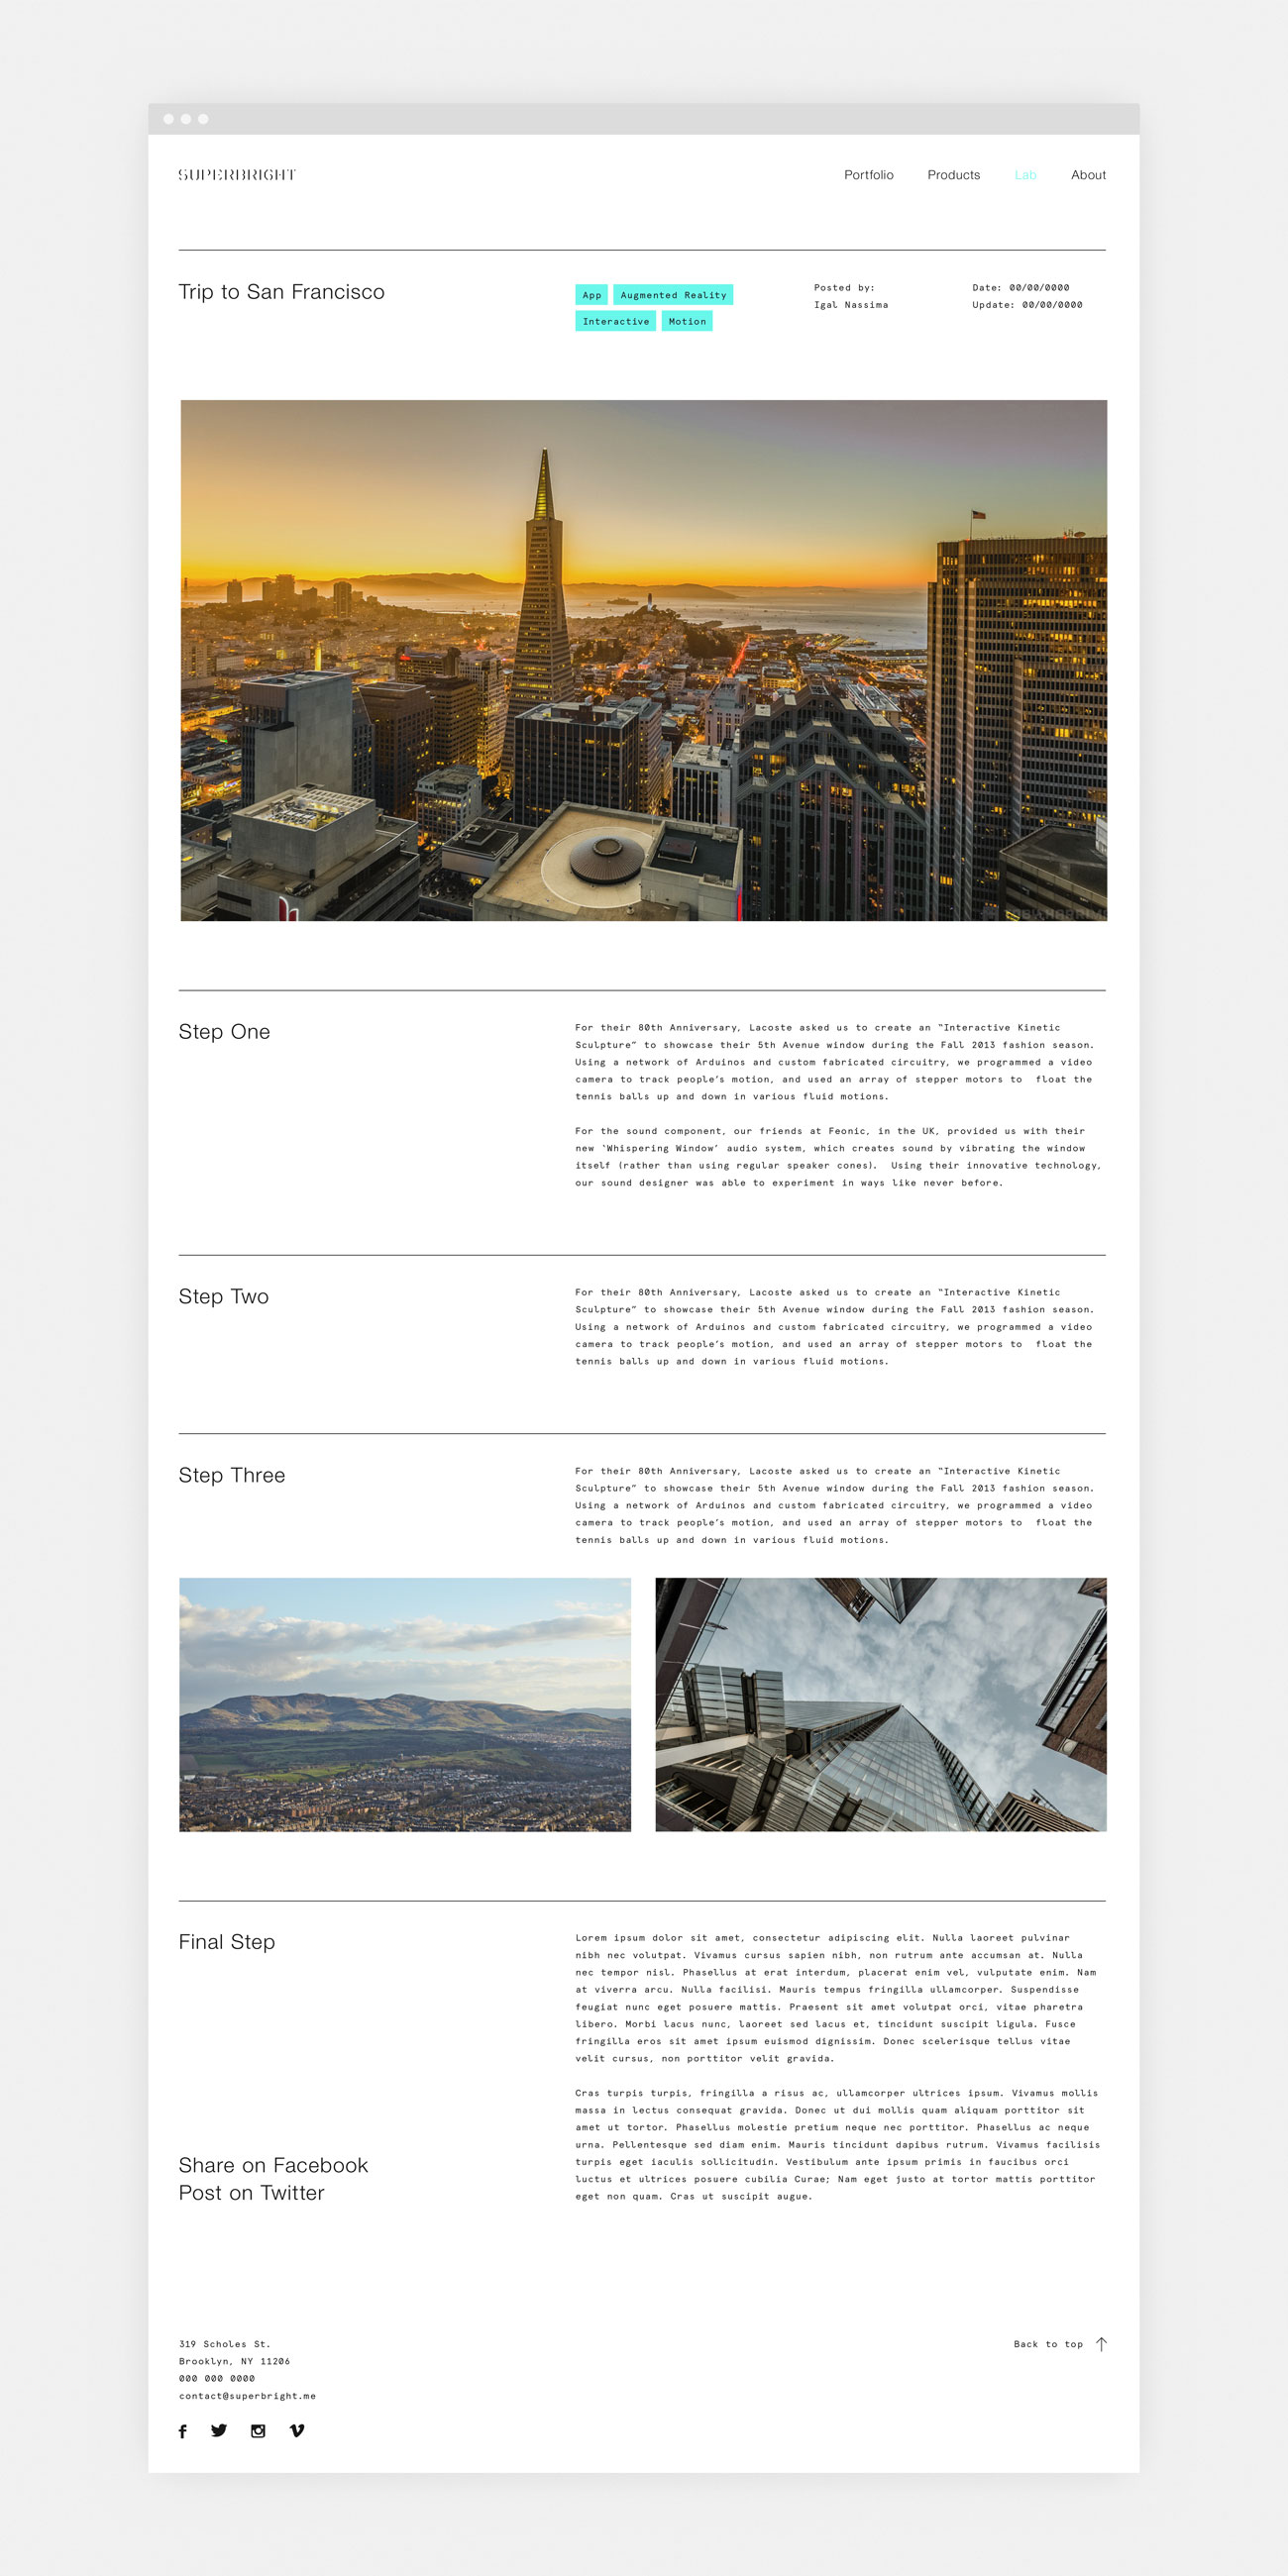 SUPERBRIGHT
Portfolio Products Lab About
Trip to San Francisco
App Augmented Reality
Interactive Motion
Posted by:
Igal Nassima
Date: 00/00/0000
Update: 00/00/0000
Step One
For their 80th Anniversary, Lacoste asked us to create an “Interactive Kinetic
Sculpture” to showcase their 5th Avenue window during the Fall 2013 fashion season.
Using a network of Arduinos and custom fabricated circuitry, we programmed a video
camera to track people’s motion, and used an array of stepper motors to  float the
tennis balls up and down in various fluid motions.
For the sound component, our friends at Feonic, in the UK, provided us with their
new ‘Whispering Window’ audio system, which creates sound by vibrating the window
itself (rather than using regular speaker cones).  Using their innovative technology,
our sound designer was able to experiment in ways like never before.
Step Two
For their 80th Anniversary, Lacoste asked us to create an “Interactive Kinetic
Sculpture” to showcase their 5th Avenue window during the Fall 2013 fashion season.
Using a network of Arduinos and custom fabricated circuitry, we programmed a video
camera to track people’s motion, and used an array of stepper motors to  float the
tennis balls up and down in various fluid motions.
Step Three
For their 80th Anniversary, Lacoste asked us to create an “Interactive Kinetic
Sculpture” to showcase their 5th Avenue window during the Fall 2013 fashion season.
Using a network of Arduinos and custom fabricated circuitry, we programmed a video
camera to track people’s motion, and used an array of stepper motors to  float the
tennis balls up and down in various fluid motions.
Final Step
Lorem ipsum dolor sit amet, consectetur adipiscing elit. Nulla laoreet pulvinar
nibh nec volutpat. Vivamus cursus sapien nibh, non rutrum ante accumsan at. Nulla
nec tempor nisl. Phasellus at erat interdum, placerat enim vel, vulputate enim. Nam
at viverra arcu. Nulla facilisi. Mauris tempus fringilla ullamcorper. Suspendisse
feugiat nunc eget posuere mattis. Praesent sit amet volutpat orci, vitae pharetra
libero. Morbi lacus nunc, laoreet sed lacus et, tincidunt suscipit ligula. Fusce
fringilla eros sit amet ipsum euismod dignissim. Donec scelerisque tellus vitae
velit cursus, non porttitor velit gravida.
Cras turpis turpis, fringilla a risus ac, ullamcorper ultrices ipsum. Vivamus mollis
massa in lectus consequat gravida. Donec ut dui mollis quam aliquam porttitor sit
amet ut tortor. Phasellus molestie pretium neque nec porttitor. Phasellus ac neque
urna. Pellentesque sed diam enim. Mauris tincidunt dapibus rutrum. Vivamus facilisis
turpis eget iaculis sollicitudin. Vestibulum ante ipsum primis in faucibus orci
luctus et ultrices posuere cubilia Curae; Nam eget justo at tortor mattis porttitor
eget non quam. Cras ut suscipit augue.
Share on Facebook
Post on Twitter
319 Scholes St.
Brooklyn, NY 11206
000 000 0000
contact@superbright.me
Back to top